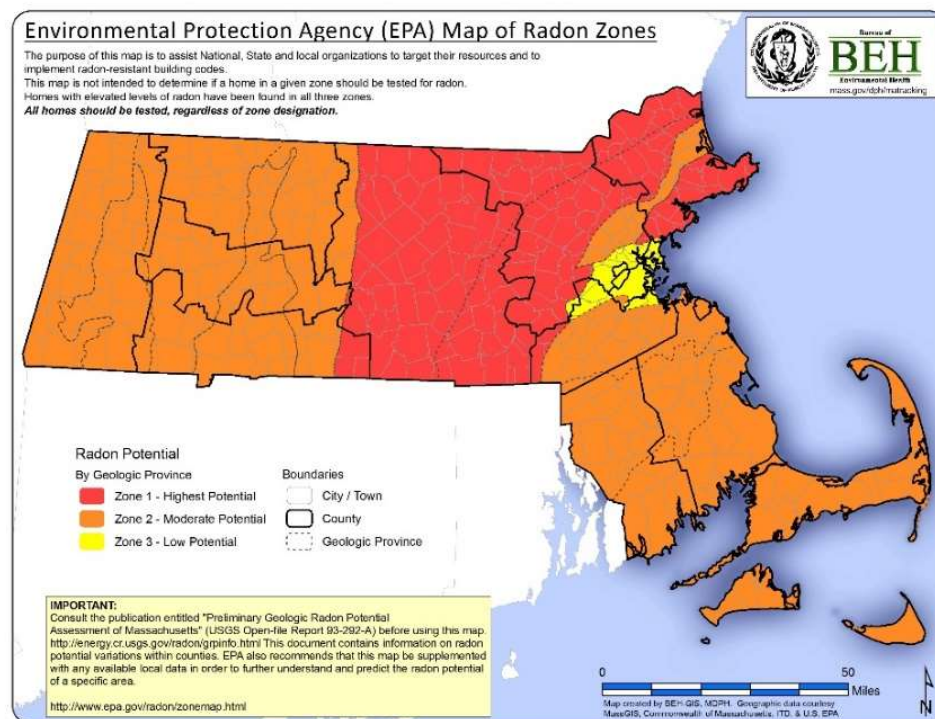 Environmental Protection Agency (EPA) Map of Radon Zones
The purpose of this map is to assist National, State and local organizations to target their resources and to
implement radon-resistant building codes.
This map is not intended to determine if a home in a given zone should be tested for radon.
Homes with elevated levels of radon have been found in all three zones.
All homes should be tested, regardless of zone designation.
Bureau of
BEH
Environmental Health
mass.gov/dph/matracking
Radon Potential
By Geologic Province
Zone 1 - Highest Potential
Zone 2 - Moderate Potential
Zone 3 - Low Potential
Boundaries
City / Town
County
Geologic Province
IMPORTANT:
Consult the publication entitled "Preliminary Geologic Radon Potential
Assessment of Massachusetts" (USGS Open-file Report 93-292-A) before using this map.
http://energy.cr.usgs.gov/radon/grpinfo.html This document contains information on radon
potential variations within counties. EPA also recommends that this map be supplemented
with any available local data in order to further understand and predict the radon potential
of a specific area.
http://www.epa.gov/radon/zonemap.html
0 50
Miles
Map created by BEH-GIS, MDPH. Geographic data courtesy
MassGIS, Commonwealth of Massachusetts, ITD, & U.S. EPA
N